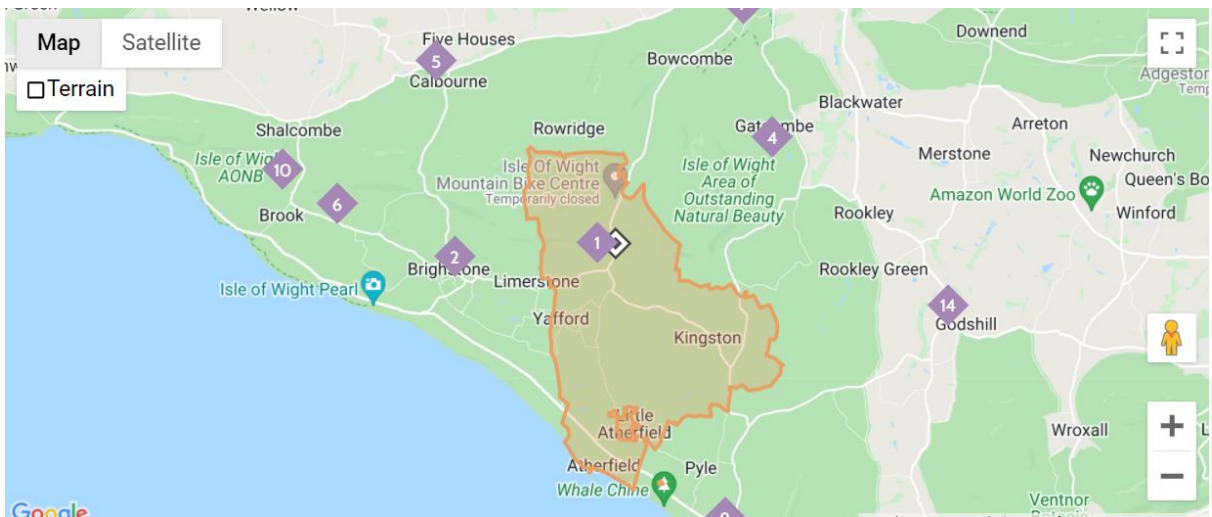 Wellow
Downend
Map
Satellite
Five Houses
5
Calbourne
Bowcombe
Adgeston
Terrain
Blackwater
Shalcombe
Rowridge
Gatcombe
4
Arreton
Isle of Wight
AONB
10
Isle Of Wight
Mountain Bike Centre
Temporarily closed
Isle of Wight
Area of
Outstanding
Natural Beauty
Merstone
Newchurch
Queen's Bo
Amazon World Zoo
6
Brook
Rookley
Winford
1
2
Brighstone
Limerstone
Rookley Green
Isle of Wight Pearl
14
Godshill
Yafford
Kingston
Little
Atherfield
Wroxall
Atherfield
Pyle
Whale Chine
Ventnor
Google